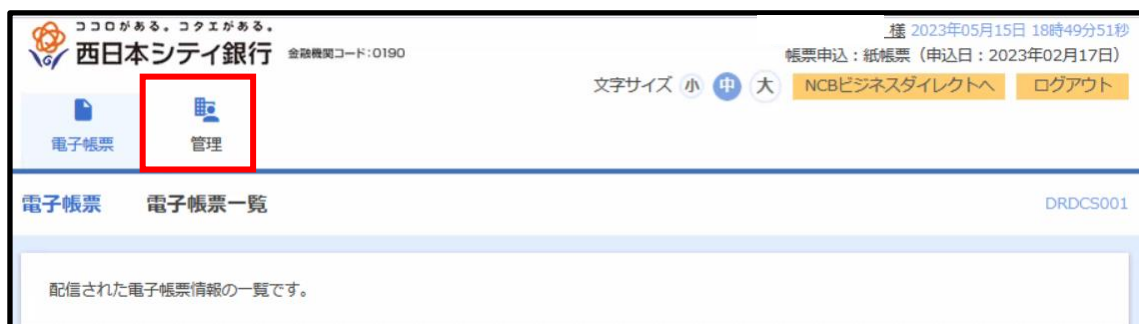 ココロがある。コタエがある。
西日本シティ銀行 金融機関コード:0190
様 2023年05月15日 18時49分51秒
帳票申込:紙帳票(申込日:2023年02月17日)
文字サイズ 小 中 大 NCBビジネスダイレクトへ ログアウト
電子帳票 管理
電子帳票 電子帳票一覧 DRDCS001
配信された電子帳票情報の一覧です。